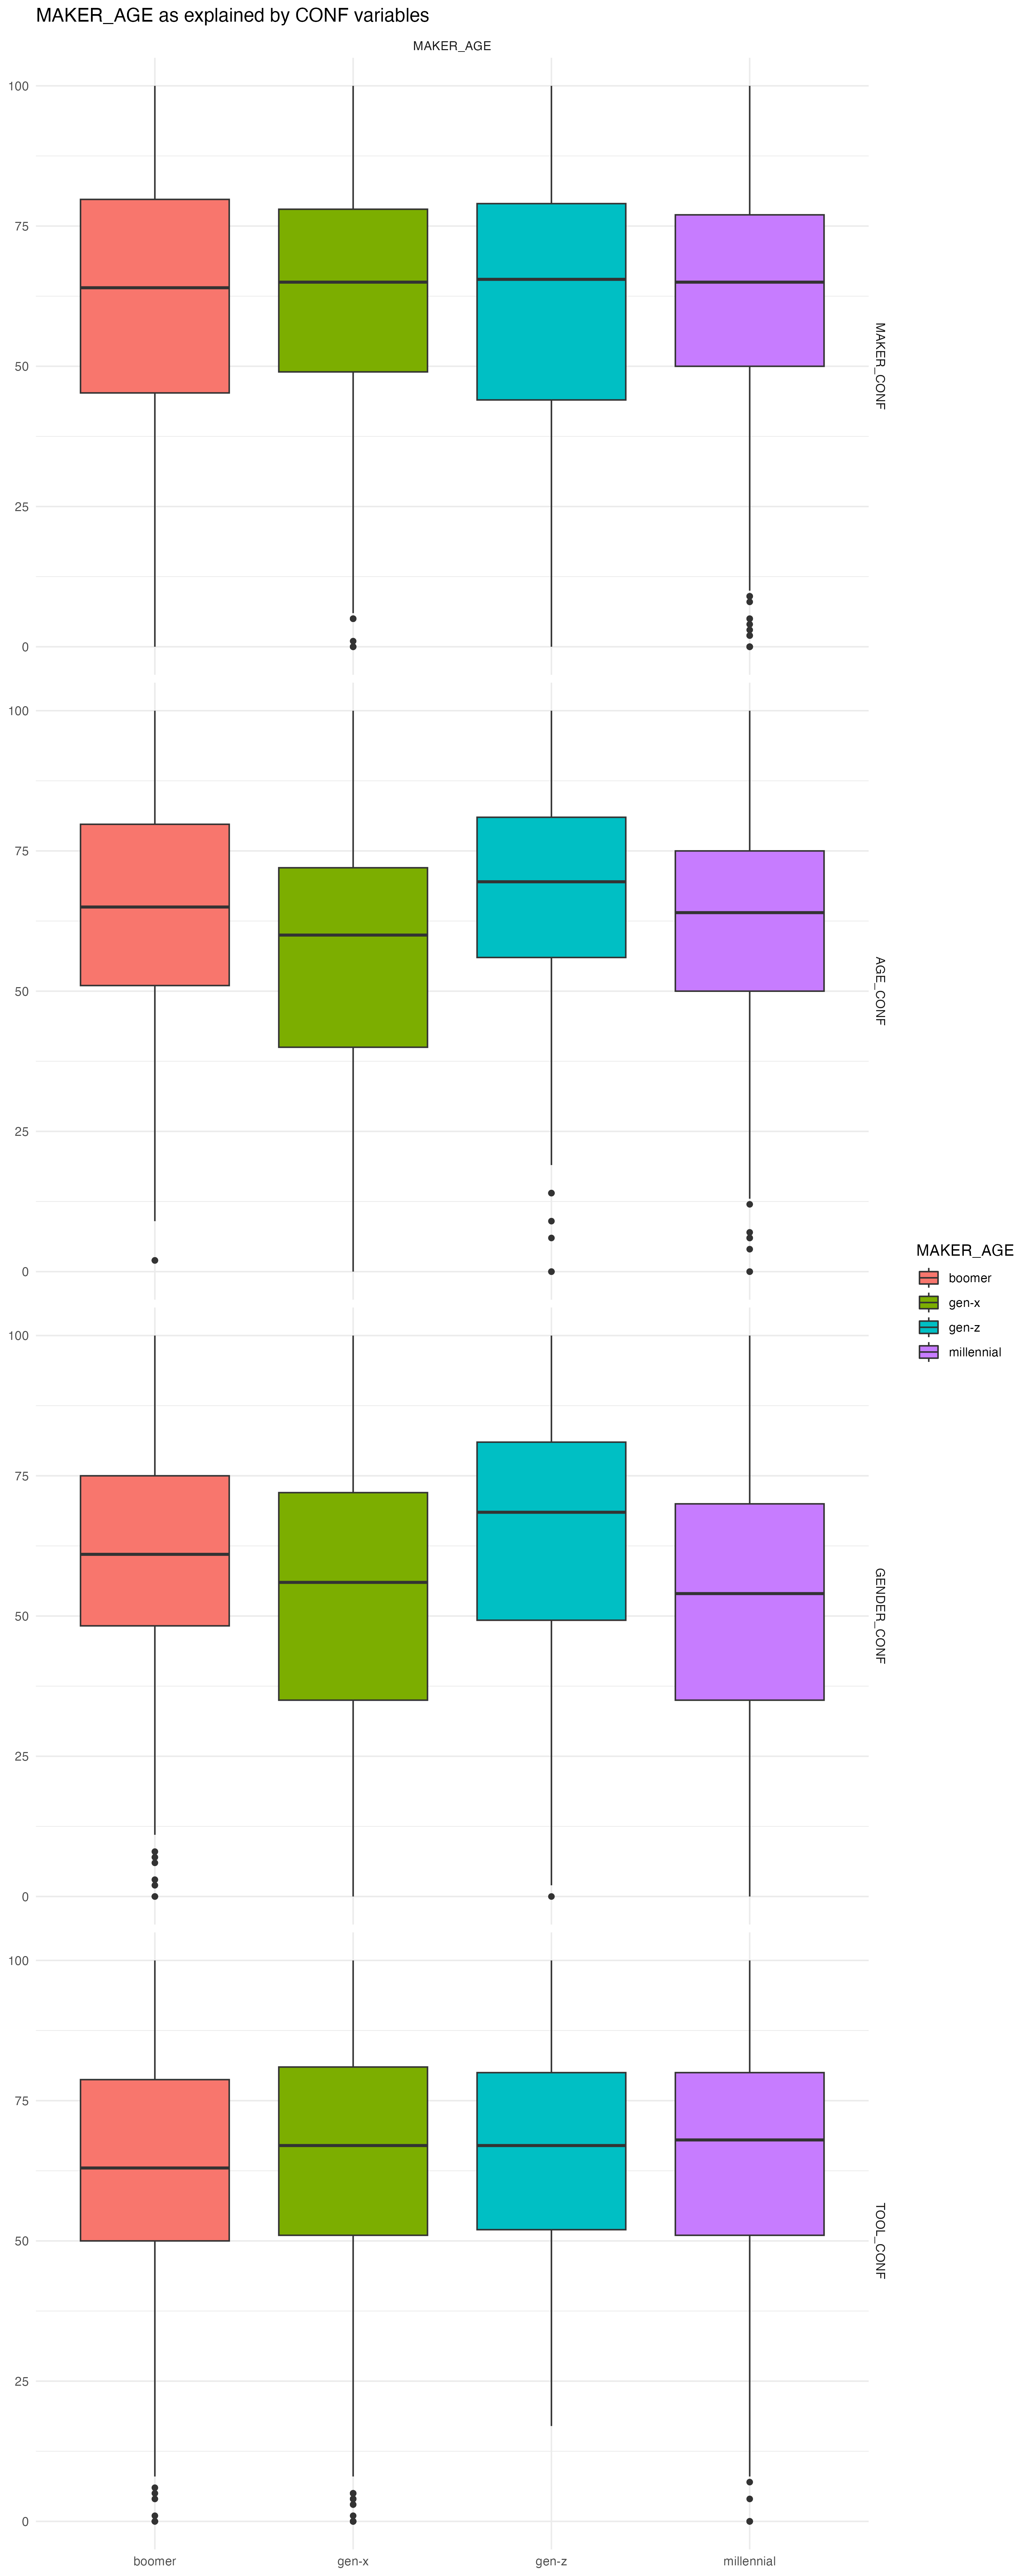 MAKER_AGE as explained by CONF variables
MAKER_AGE
100
75
50
25
0
MAKER_CONF
100
75
50
25
0
AGE_CONF
MAKER_AGE
boomer
gen-x
gen-z
millennial
100
75
50
25
0
GENDER_CONF
100
75
50
25
0
TOOL_CONF
boomer gen-x gen-z millennial